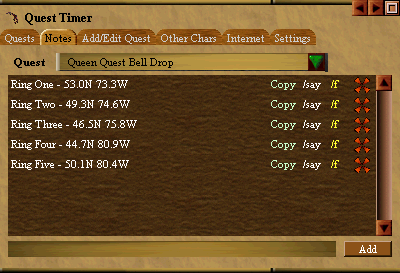 Quest Timer
Quests Notes Add/Edit Quest Other Chars Internet Settings
Quest Queen Quest Bell Drop
Ring One - 53.0N 73.3W Copy /say /f
Ring Two - 49.3N 74.6W Copy /say /f
Ring Three - 46.5N 75.8W Copy /say /f
Ring Four - 44.7N 80.9W Copy /say /f
Ring Five - 50.1N 80.4W Copy /say /f
Add